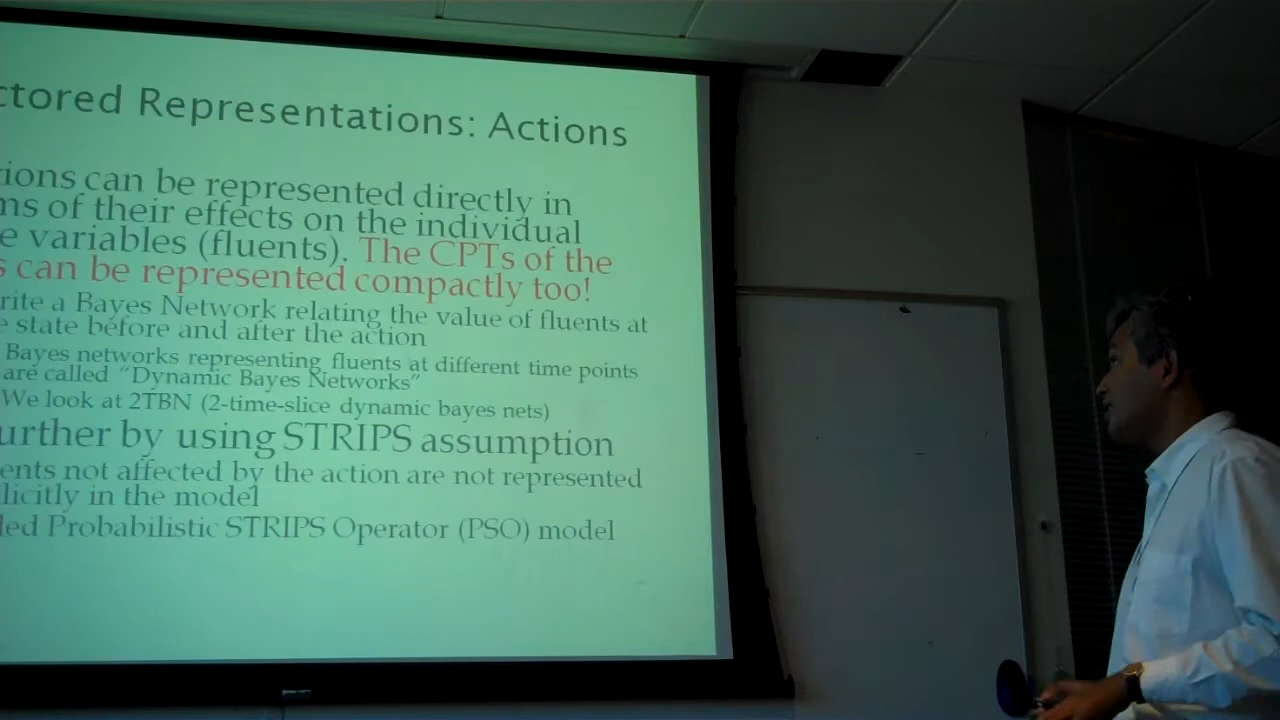 ctored Representations: Actions
tions can be represented directly in
ms of their effects on the individual
e variables (fluents). The CPTs of the
s can be represented compactly too!
rite a Bayes Network relating the value of fluents at
e state before and after the action
Bayes networks representing fluents at different time points
are called “Dynamic Bayes Networks”
We look at 2TBN (2-time-slice dynamic bayes nets)
urther by using STRIPS assumption
ents not affected by the action are not represented
licitly in the model
led Probabilistic STRIPS Operator (PSO) model